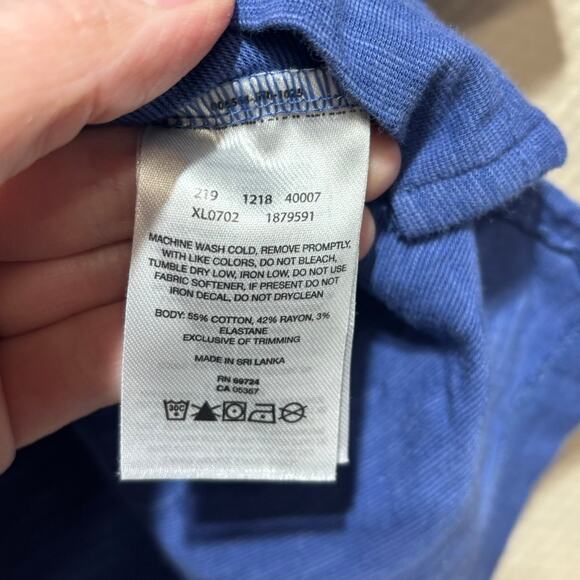 219 1218 40007
XL0702 1879591
MACHINE WASH COLD, REMOVE PROMPTLY,
WITH LIKE COLORS, DO NOT BLEACH,
TUMBLE DRY LOW, IRON LOW, DO NOT USE
FABRIC SOFTENER, IF PRESENT DO NOT
IRON DECAL, DO NOT DRYCLEAN
BODY: 55% COTTON, 42% RAYON, 3%
ELASTANE
EXCLUSIVE OF TRIMMING
MADE IN SRI LANKA
RN 69724
CA 05367
30C